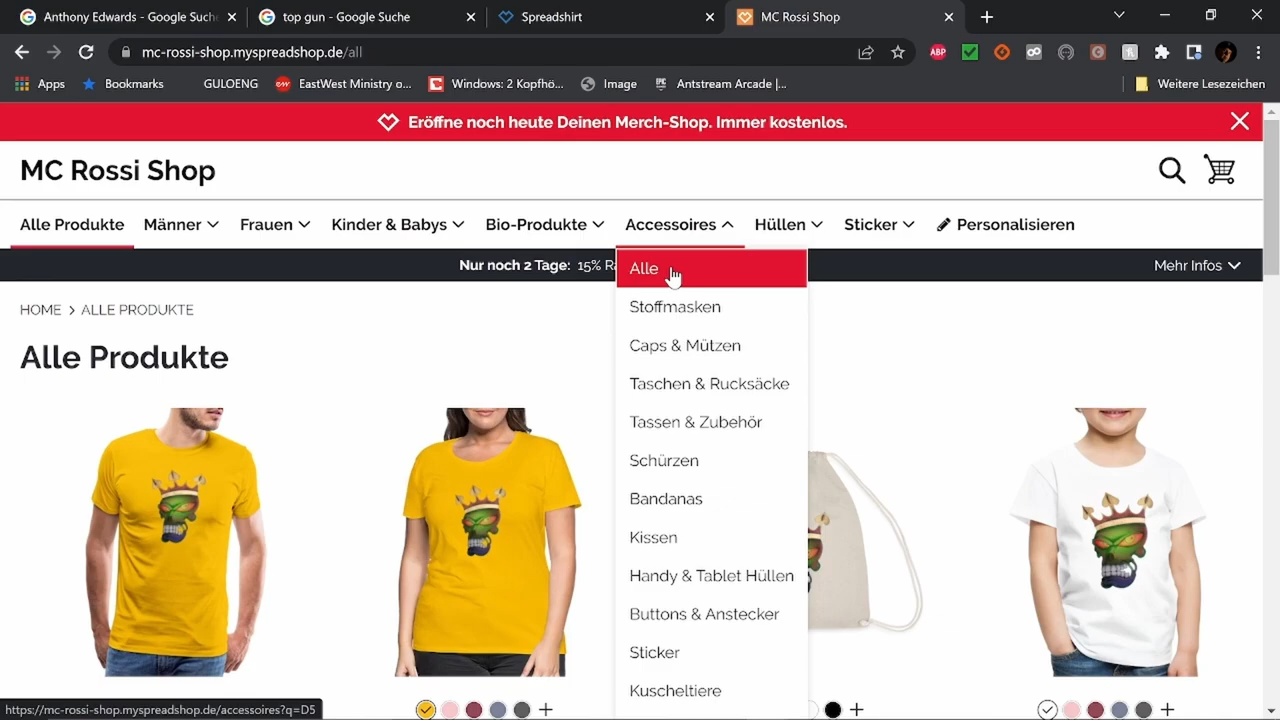 Anthony Edwards - Google Suche
top gun - Google Suche
Spreadshirt
MC Rossi Shop
mc-rossi-shop.myspreadshop.de/all
ABP
Apps
Bookmarks
GULOENG
EastWest Ministry o...
Windows: 2 Kopfhö...
Image
Antstream Arcade |...
Weitere Lesezeichen
Eröffne noch heute Deinen Merch-Shop. Immer kostenlos.
MC Rossi Shop
Alle Produkte
Männer
Frauen
Kinder & Babys
Bio-Produkte
Accessoires
Hüllen
Sticker
Personalisieren
Nur noch 2 Tage: 15% Ra
Mehr Infos
Alle
Stoffmasken
Caps & Mützen
Taschen & Rucksäcke
Tassen & Zubehör
Schürzen
Bandanas
Kissen
Handy & Tablet Hüllen
Buttons & Anstecker
Sticker
Kuscheltiere
HOME > ALLE PRODUKTE
Alle Produkte
https://mc-rossi-shop.myspreadshop.de/accessoires?q=D5